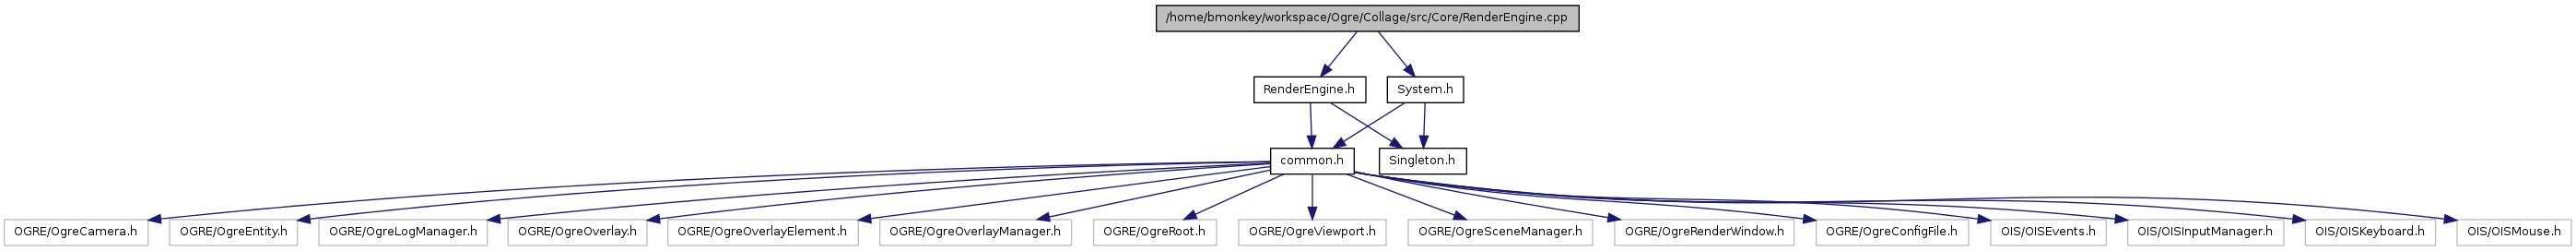 /home/bmonkey/workspace/Ogre/Collage/src/Core/RenderEngine.cpp
RenderEngine.h
System.h
common.h
Singleton.h
OGRE/OgreCamera.h
OGRE/OgreEntity.h
OGRE/OgreLogManager.h
OGRE/OgreOverlay.h
OGRE/OgreOverlayElement.h
OGRE/OgreOverlayManager.h
OGRE/OgreRoot.h
OGRE/OgreViewport.h
OGRE/OgreSceneManager.h
OGRE/OgreRenderWindow.h
OGRE/OgreConfigFile.h
OIS/OISEvents.h
OIS/OISInputManager.h
OIS/OISKeyboard.h
OIS/OISMouse.h